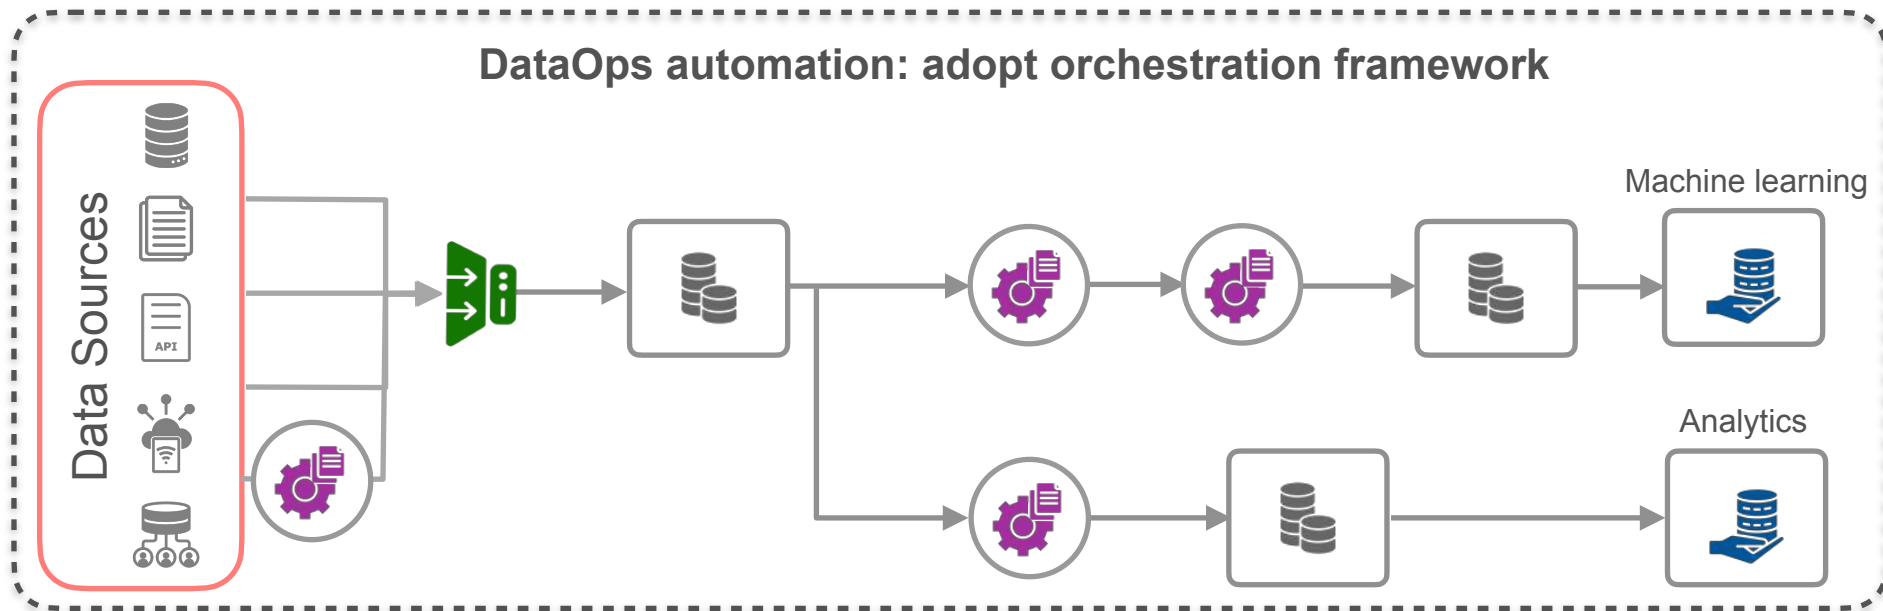 DataOps automation: adopt orchestration framework
Data Sources
API
Machine learning
Analytics